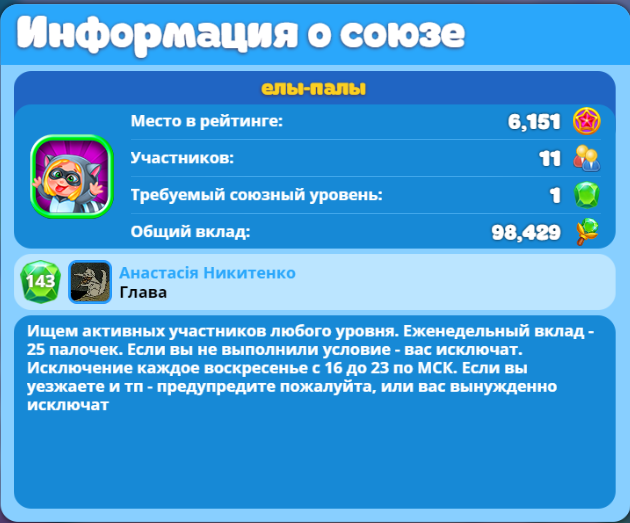 Информация о союзе
елы-палы
Место в рейтинге: 6,151
Участников: 11
Требуемый союзный уровень: 1
Общий вклад: 98,429
143
Анастасія Никитенко
Глава
Ищем активных участников любого уровня. Еженедельный вклад -
25 палочек. Если вы не выполнили условие - вас исключат.
Исключение каждое воскресенье с 16 до 23 по МСК. Если вы
уезжаете и тп - предупредите пожалуйта, или вас вынужденно
исключат